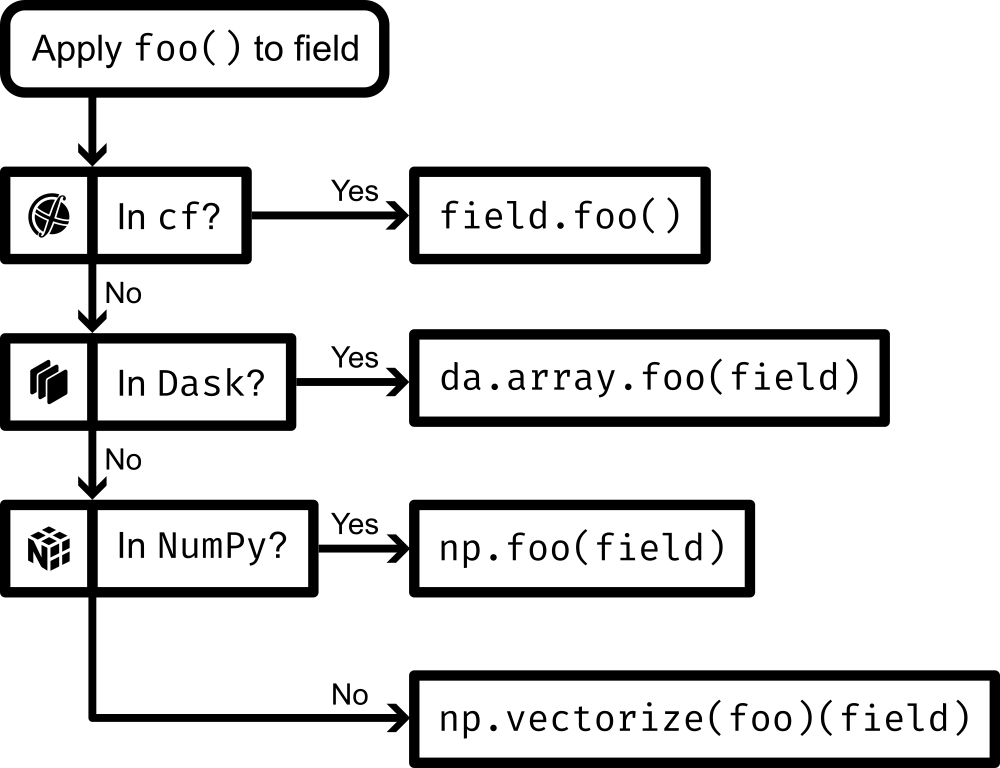 Apply foo() to field
In cf?
Yes
field.foo()
No
In Dask?
Yes
da.array.foo(field)
No
In NumPy?
Yes
np.foo(field)
No
np.vectorize(foo)(field)